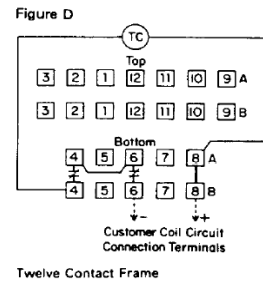 Figure D
TC
Top
3 2 1 12 11 10 9 A
3 2 1 12 11 10 9 B
Bottom
4 5 6 7 8 A
4 5 6 7 8 B
- +
Customer Coil Circuit
Connection Terminals
Twelve Contact Frame